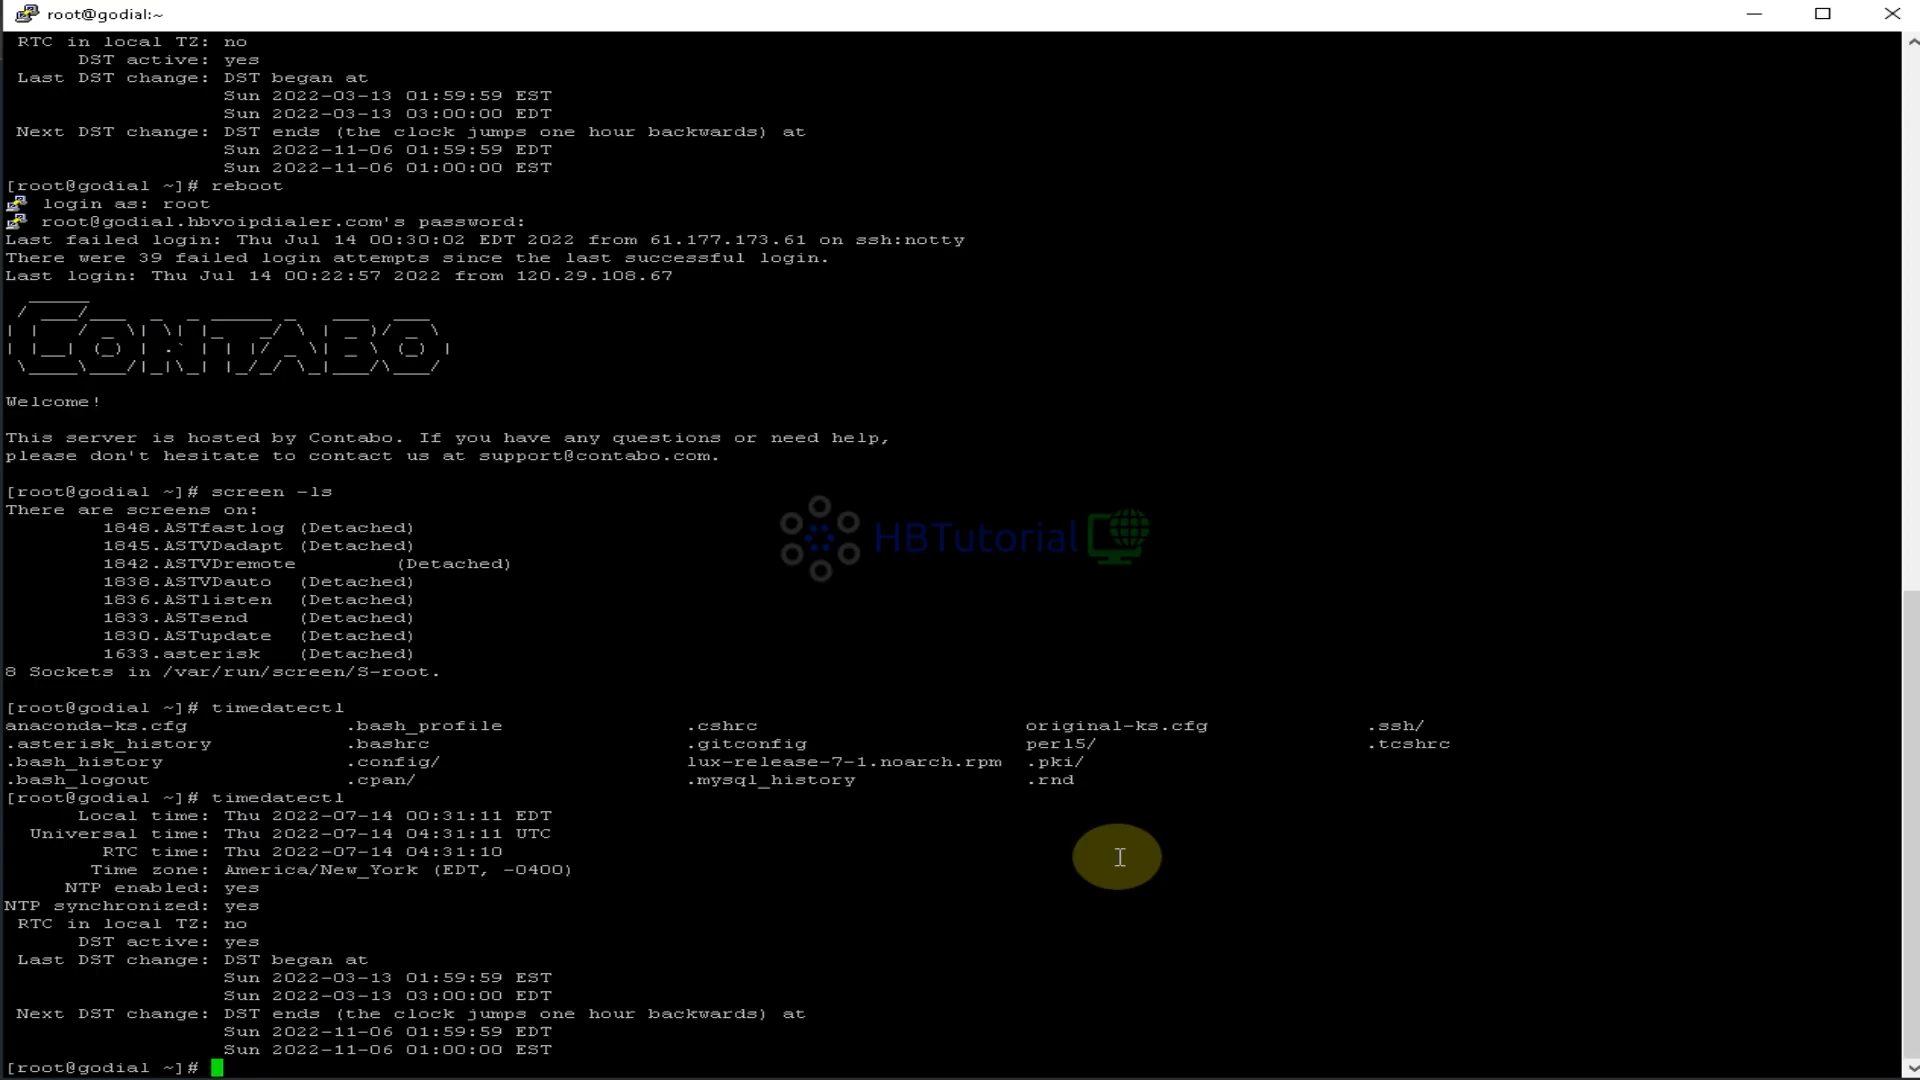 root@godial:~
RTC in local TZ: no
DST active: yes
Last DST change: DST began at
Sun 2022-03-13 01:59:59 EST
Sun 2022-03-13 03:00:00 EDT
Next DST change: DST ends (the clock jumps one hour backwards) at
Sun 2022-11-06 01:59:59 EDT
Sun 2022-11-06 01:00:00 EST
[root@godial ~]# reboot
login as: root
root@godial.hbvoipdialer.com's password:
Last failed login: Thu Jul 14 00:30:02 EDT 2022 from 61.177.173.61 on ssh:notty
There were 39 failed login attempts since the last successful login.
Last login: Thu Jul 14 00:22:57 2022 from 120.29.108.67
CONTABO
Welcome!
This server is hosted by Contabo. If you have any questions or need help,
please don't hesitate to contact us at support@contabo.com.
[root@godial ~]# screen -ls
There are screens on:
1848.ASTfastlog (Detached)
1845.ASTVDadapt (Detached)
1842.ASTVDremote (Detached)
1838.ASTVDauto (Detached)
1836.ASTlisten (Detached)
1833.ASTsend (Detached)
1830.ASTupdate (Detached)
1633.asterisk (Detached)
8 Sockets in /var/run/screen/S-root.
HBTutorial
[root@godial ~]# timedatectl
anaconda-ks.cfg .bash_profile .cshrc original-ks.cfg .ssh/
.asterisk_history .bashrc .gitconfig perl5/ .tcshrc
.bash_history .config/ lux-release-7-1.noarch.rpm .pki/
.bash_logout .cpan/ .mysql_history .rnd
[root@godial ~]# timedatectl
Local time: Thu 2022-07-14 00:31:11 EDT
Universal time: Thu 2022-07-14 04:31:11 UTC
RTC time: Thu 2022-07-14 04:31:10
Time zone: America/New_York (EDT, -0400)
NTP enabled: yes
NTP synchronized: yes
RTC in local TZ: no
DST active: yes
Last DST change: DST began at
Sun 2022-03-13 01:59:59 EST
Sun 2022-03-13 03:00:00 EDT
Next DST change: DST ends (the clock jumps one hour backwards) at
Sun 2022-11-06 01:59:59 EDT
Sun 2022-11-06 01:00:00 EST
[root@godial ~]#